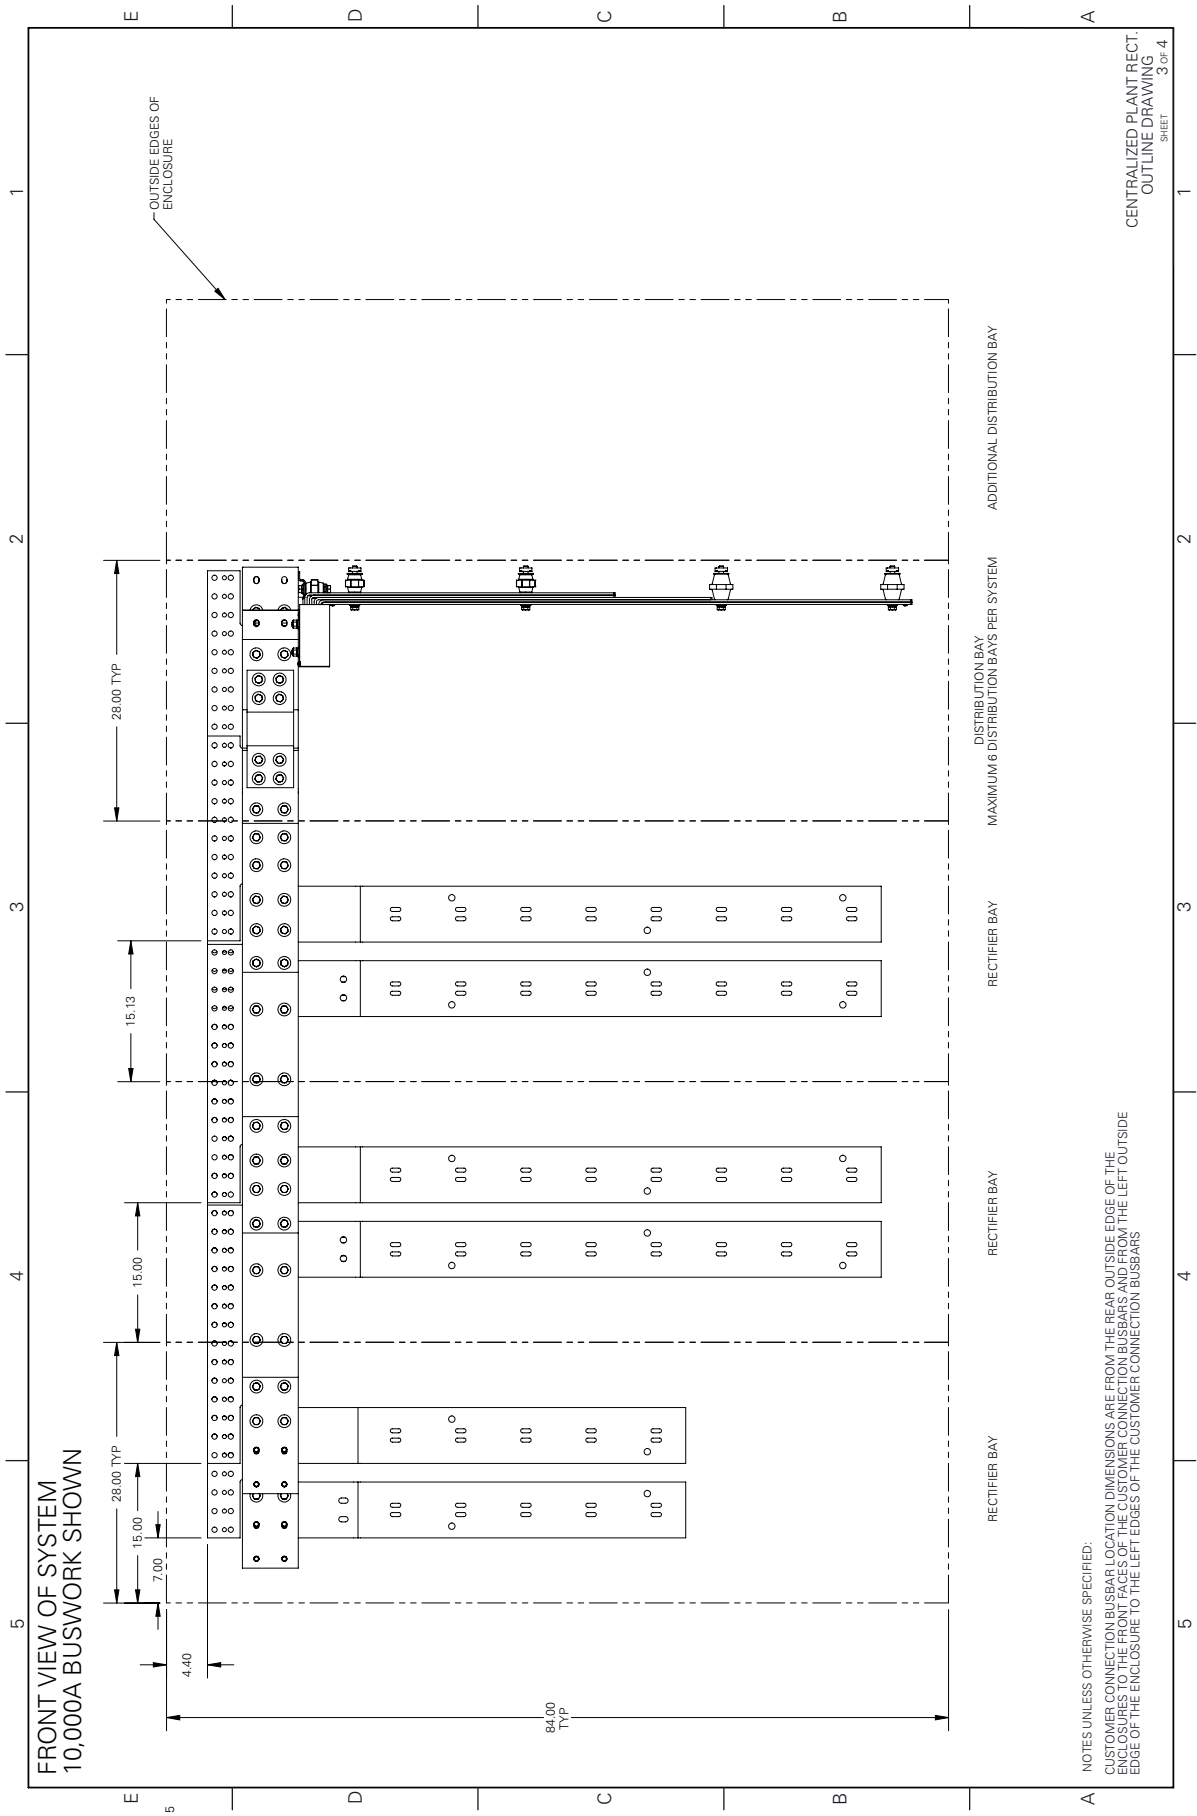 FRONT VIEW OF SYSTEM
10,000A BUSWORK SHOWN
5
4
3
2
1
E
D
C
B
A
OUTSIDE EDGES OF
ENCLOSURE
28.00 TYP
15.00
7.00
4.40
15.00
15.13
28.00 TYP
84.00
TYP
RECTIFIER BAY
RECTIFIER BAY
RECTIFIER BAY
DISTRIBUTION BAY
MAXIMUM 6 DISTRIBUTION BAYS PER SYSTEM
ADDITIONAL DISTRIBUTION BAY
NOTES UNLESS OTHERWISE SPECIFIED:
CUSTOMER CONNECTION BUSBAR LOCATION DIMENSIONS ARE FROM THE REAR OUTSIDE EDGE OF THE
ENCLOSURES TO THE FRONT FACES OF THE CUSTOMER CONNECTION BUSBARS AND FROM THE LEFT OUTSIDE
EDGE OF THE ENCLOSURE TO THE LEFT EDGES OF THE CUSTOMER CONNECTION BUSBARS
CENTRALIZED PLANT RECT.
OUTLINE DRAWING
SHEET 3 OF 4
5
4
3
2
1
E
D
C
B
A
5